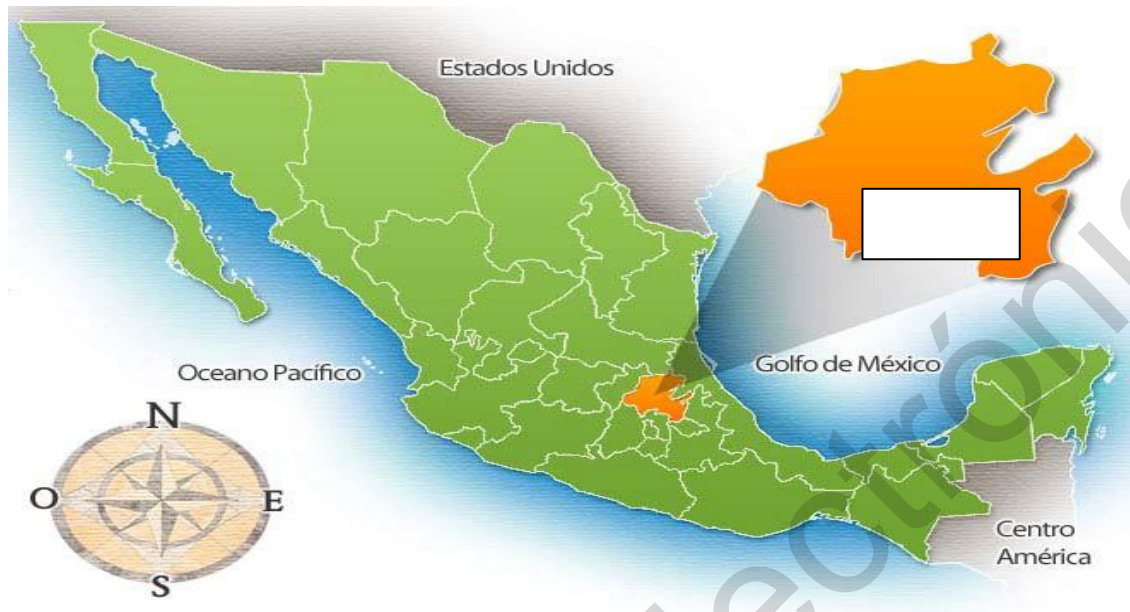 Estados Unidos
Golfo de México
Oceano Pacífico
N
O
E
S
Centro
América